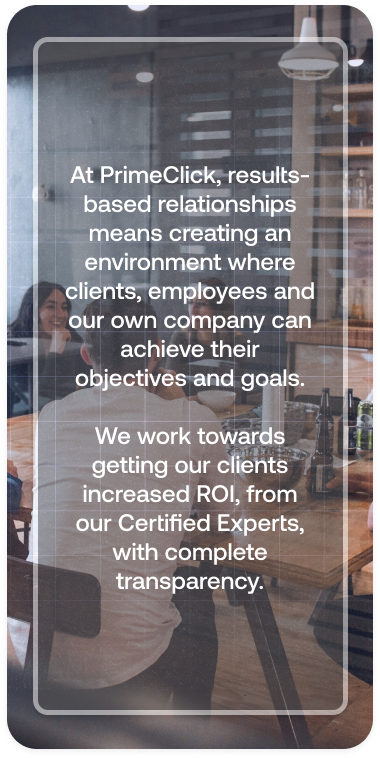 At PrimeClick, results-
based relationships
means creating an
environment where
clients, employees and
our own company can
achieve their
objectives and goals.
We work towards
getting our clients
increased ROI, from
our Certified Experts,
with complete
transparency.